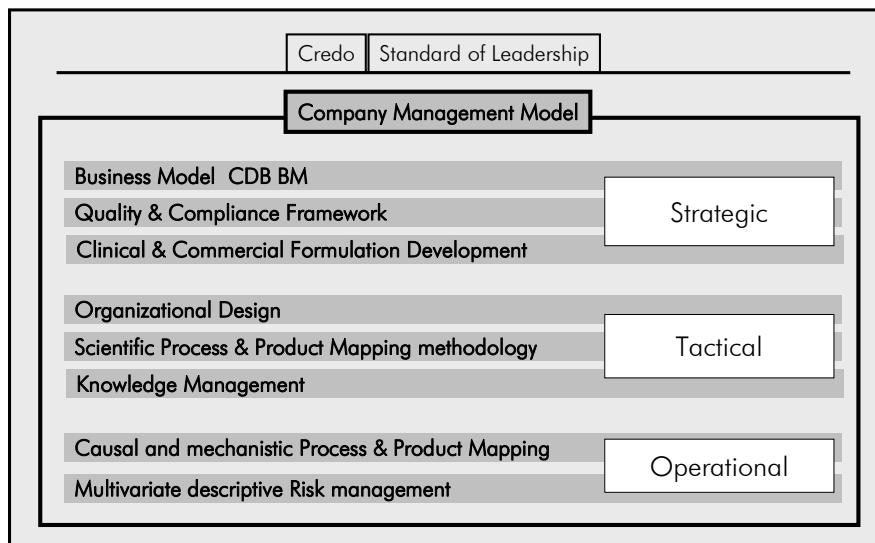 Credo Standard of Leadership
Company Management Model
Business Model CDB BM
Quality & Compliance Framework
Strategic
Clinical & Commercial Formulation Development
Organizational Design
Scientific Process & Product Mapping methodology
Tactical
Knowledge Management
Causal and mechanistic Process & Product Mapping
Operational
Multivariate descriptive Risk management